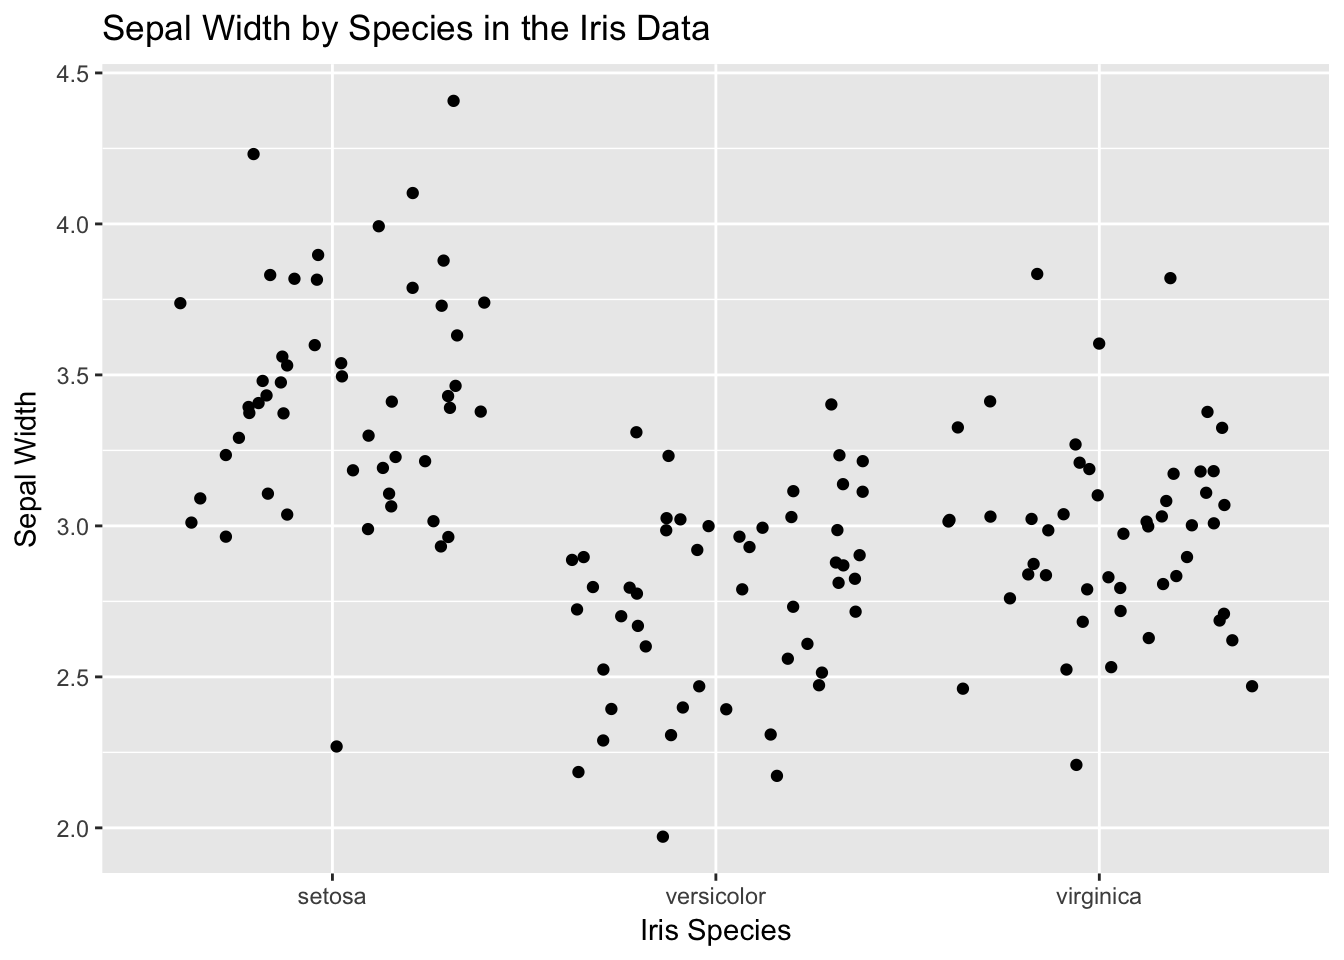 Sepal Width by Species in the Iris Data
4.5
4.0
3.5
3.0
2.5
2.0
Sepal Width
setosa versicolor virginica
Iris Species